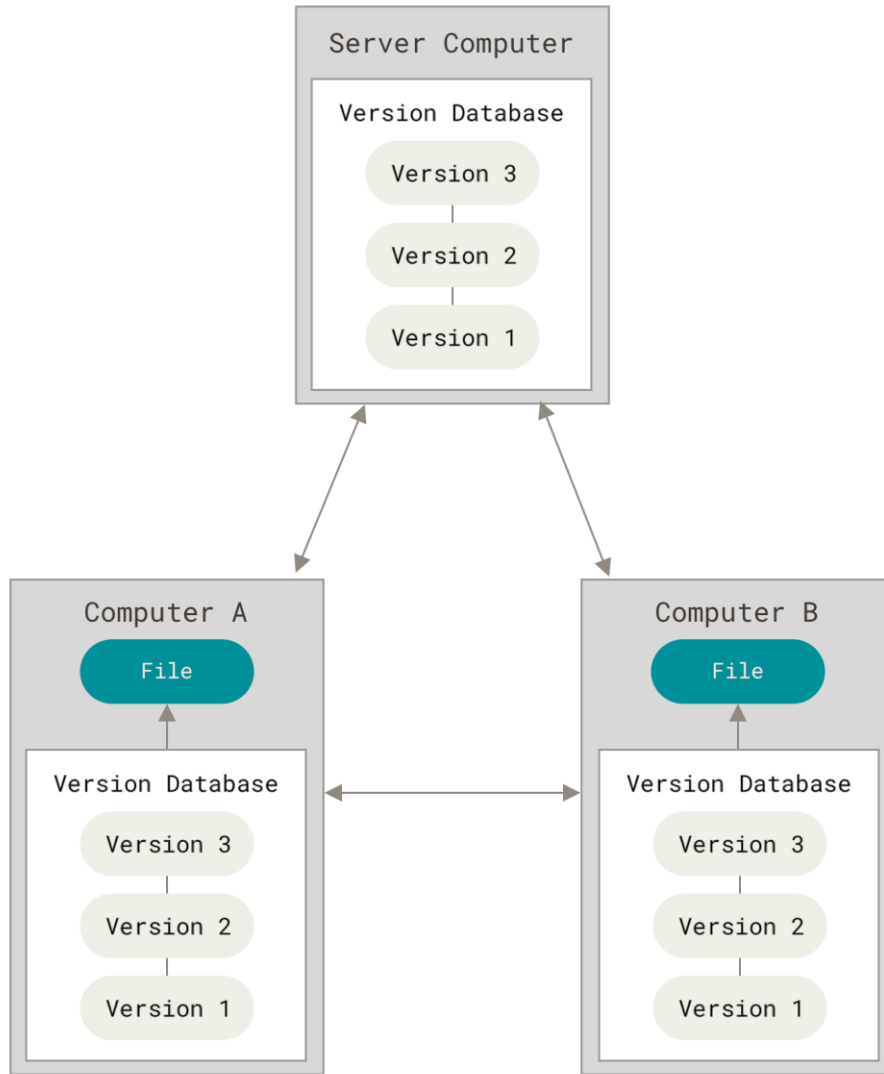 Server Computer
Version Database
Version 3
Version 2
Version 1
Computer A
File
Version Database
Version 3
Version 2
Version 1
Computer B
File
Version Database
Version 3
Version 2
Version 1